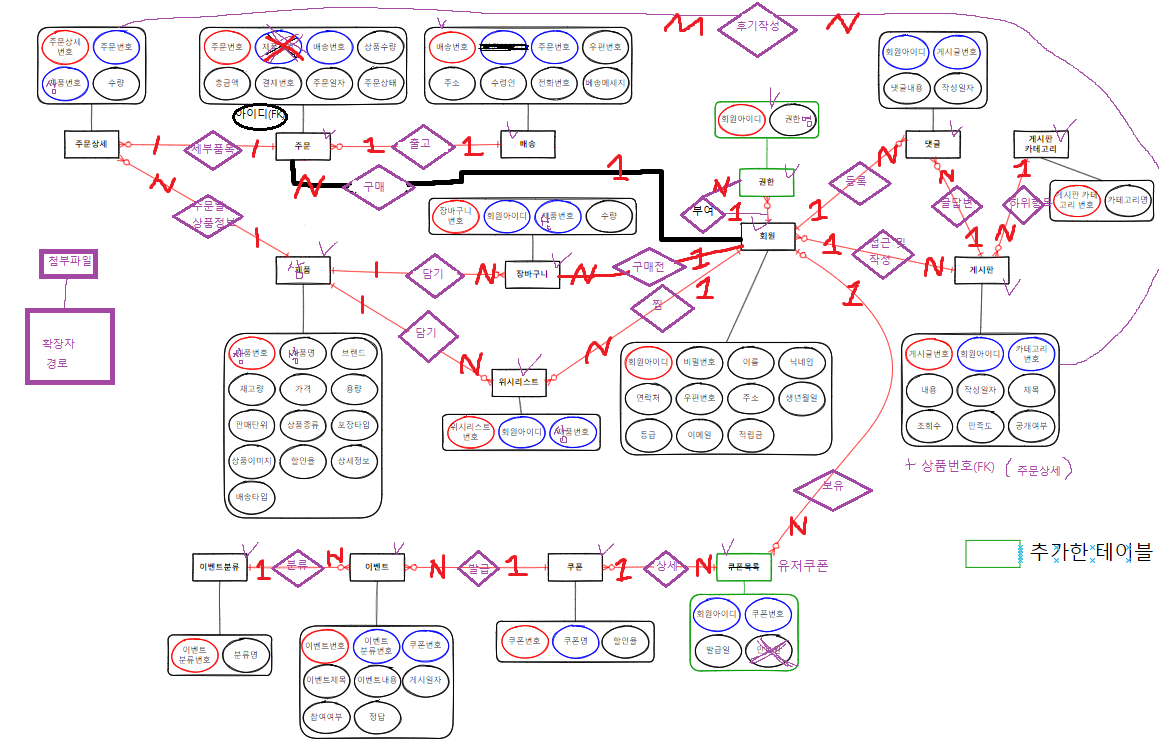 후기작성
M
N
주문상세
번호
주문번호
수량
주문번호
배송번호
상품수량
총금액
결제번호
주문일자
주문상태
배송번호
주문번호
우편번호
주소
수령인
전화번호
배송메세지
회원아이디
게시글번호
댓글내용
작성일자
회원아이디
권한명
아이디(FK)
주문상세
1
세부품목
1
주문
1
출고
1
배송
댓글
게시판
카테고리
권한
N
부여
1
1
등록
N
N
글답변
1
1
하위항목
N
게시판 카테
고리 번호
카테고리명
N
구매
1
N
주문별
상품정보
1
장바구니
번호
회원아이디
상품번호
수량
회원
1
접근 및
작성
N
게시판
첨부파일
상품
1
담기
N
장바구니
N
구매전
1
1
담기
N
찜
1
N
1
확장자
경로
위시리스트
상품번호
상품명
브랜드
재고량
가격
용량
판매단위
상품종류
포장타입
상품이미지
할인율
상세정보
배송타입
위시리스트
번호
회원아이디
상품번호
회원아이디
비밀번호
이름
닉네임
연락처
우편번호
주소
생년월일
등급
이메일
적립금
게시글번호
회원아이디
카테고리
번호
내용
작성일자
제목
조회수
만족도
공개여부
+ 상품번호(FK) (주문상세)
보유
N
이벤트분류
1
분류
N
이벤트
N
발급
1
쿠폰
1
상세
N
쿠폰목록
유저쿠폰
추가한 테이블
이벤트
분류번호
분류명
이벤트번호
이벤트
분류번호
쿠폰번호
이벤트제목
이벤트내용
게시일자
참여여부
정답
쿠폰번호
쿠폰명
할인율
회원아이디
쿠폰번호
발급일